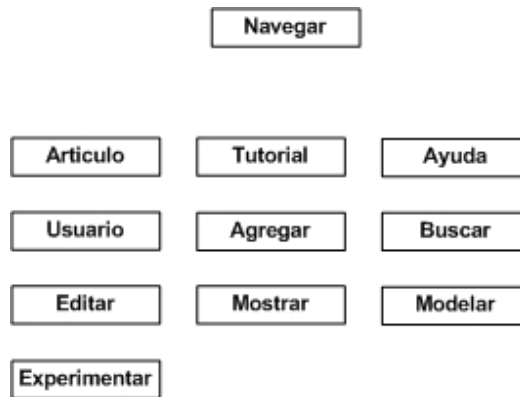 Navegar
Articulo
Tutorial
Ayuda
Usuario
Agregar
Buscar
Editar
Mostrar
Modelar
Experimentar